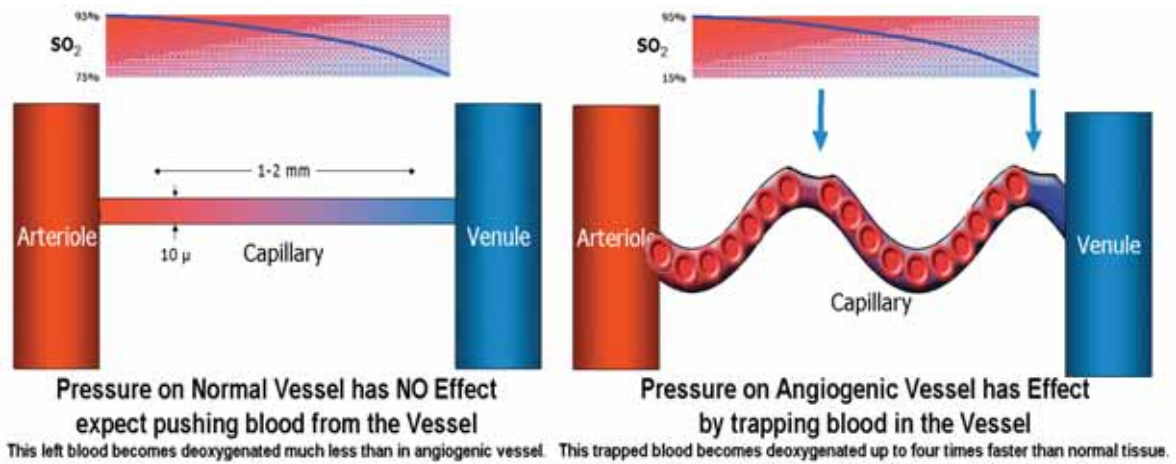 95%
SO2
75%
Arteriole
1-2 mm
10 µ
Capillary
Venule
Pressure on Normal Vessel has NO Effect
expect pushing blood from the Vessel
This left blood becomes deoxygenated much less than in angiogenic vessel.
95%
SO2
15%
Arteriole
Capillary
Venule
Pressure on Angiogenic Vessel has Effect
by trapping blood in the Vessel
This trapped blood becomes deoxygenated up to four times faster than normal tissue.